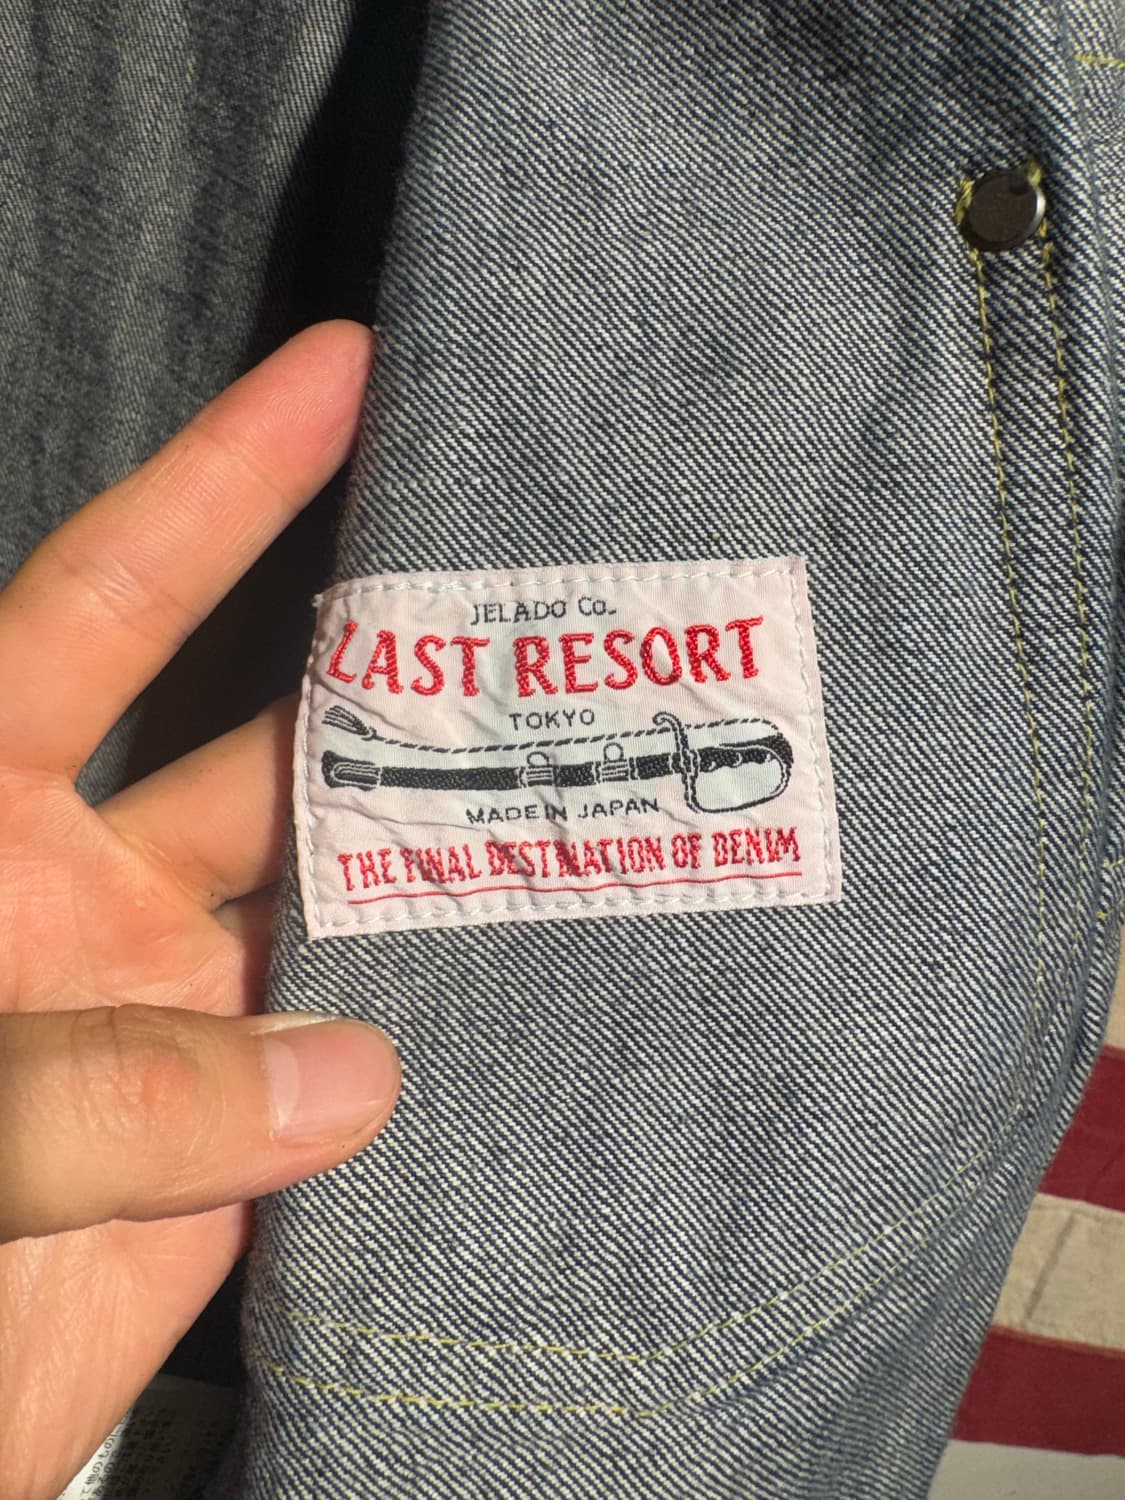 JELADO Co.
LAST RESORT
TOKYO
MADE IN JAPAN
THE FINAL DESTINATION OF DENIM